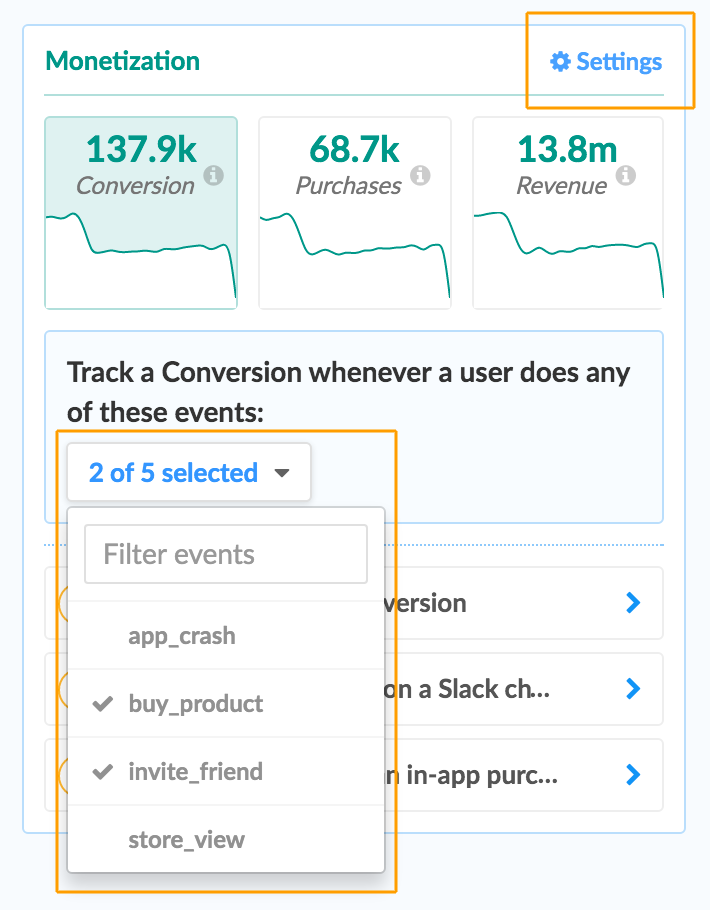 Monetization
Settings
137.9k
Conversion
68.7k
Purchases
13.8m
Revenue
Track a Conversion whenever a user does any
of these events:
2 of 5 selected
Filter events
app_crash
buy_product
invite_friend
store_view
on a Slack ch...
in-app purc...